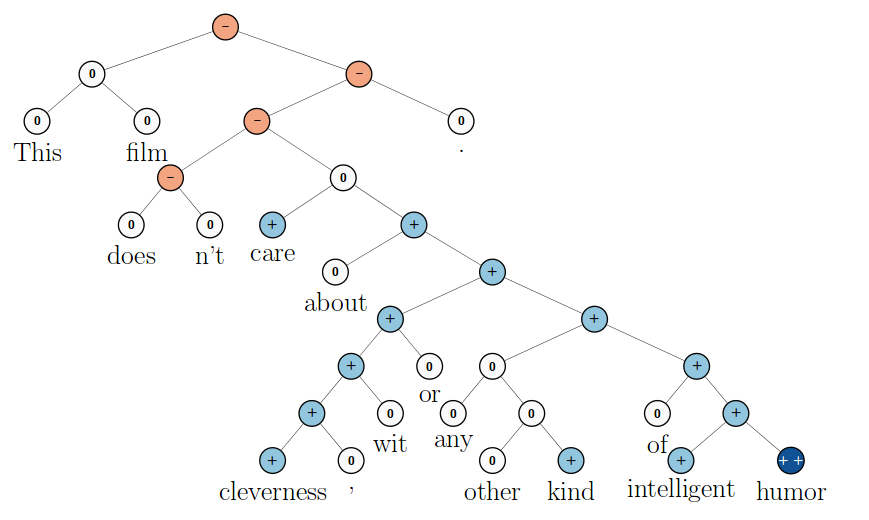 −
0 −
0 0 − 0
This film .
− 0
0 0 + +
does n't care
0 +
about
+ +
+ 0 0 +
or
+ 0 0 0 0 +
wit any of
+ 0 0 + + ++
cleverness , other kind intelligent humor